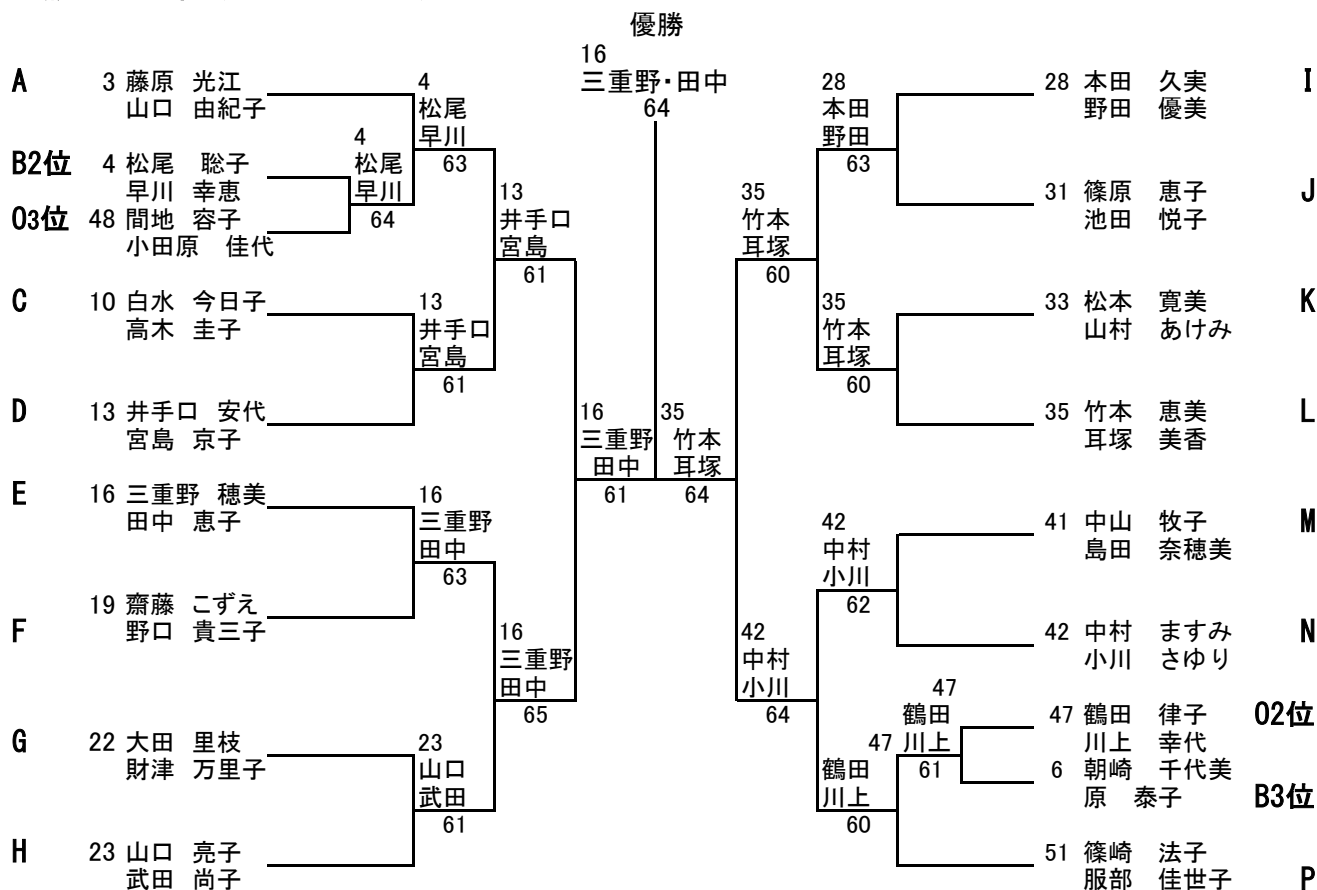 優勝
16
三重野・田中
64
A
3 藤原 光江
山口 由紀子
4
松尾
早川
63
B2位
4 松尾 聡子
早川 幸恵
4
松尾
早川
64
O3位
48 間地 容子
小田原 佳代
13
井手口
宮島
61
C
10 白水 今日子
高木 圭子
13
井手口
宮島
61
D
13 井手口 安代
宮島 京子
16
三重野
田中
61
E
16 三重野 穂美
田中 恵子
16
三重野
田中
63
F
19 齋藤 こずえ
野口 貴三子
16
三重野
田中
65
G
22 大田 里枝
財津 万里子
23
山口
武田
61
H
23 山口 亮子
武田 尚子
28
本田
野田
63
28 本田 久実
野田 優美
I
35
竹本
耳塚
60
31 篠原 恵子
池田 悦子
J
35
竹本
耳塚
60
33 松本 寛美
山村 あけみ
K
35
竹本
耳塚
64
35 竹本 恵美
耳塚 美香
L
42
中村
小川
62
41 中山 牧子
島田 奈穂美
M
42
中村
小川
64
42 中村 ますみ
小川 さゆり
N
47
鶴田
川上
61
47 鶴田 律子
川上 幸代
O2位
47
鶴田
川上
60
6 朝崎 千代美
原 泰子
B3位
51 篠崎 法子
服部 佳世子
P